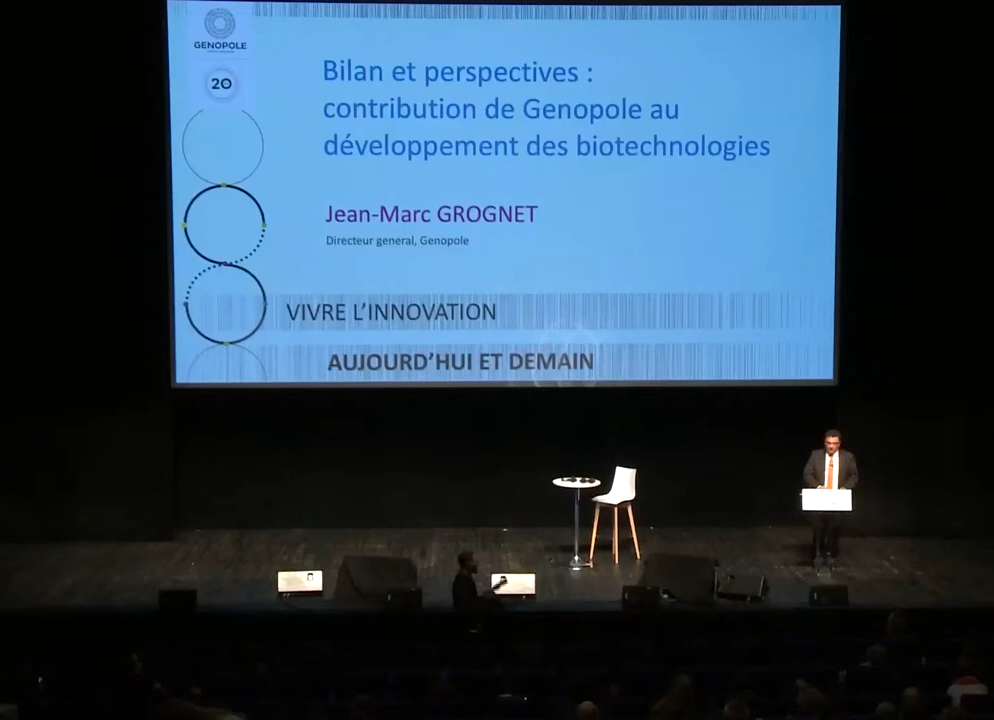 GENOPOLE
20
Bilan et perspectives :
contribution de Genopole au
développement des biotechnologies
Jean-Marc GROGNET
Directeur general, Genopole
VIVRE L’INNOVATION
AUJOURD’HUI ET DEMAIN